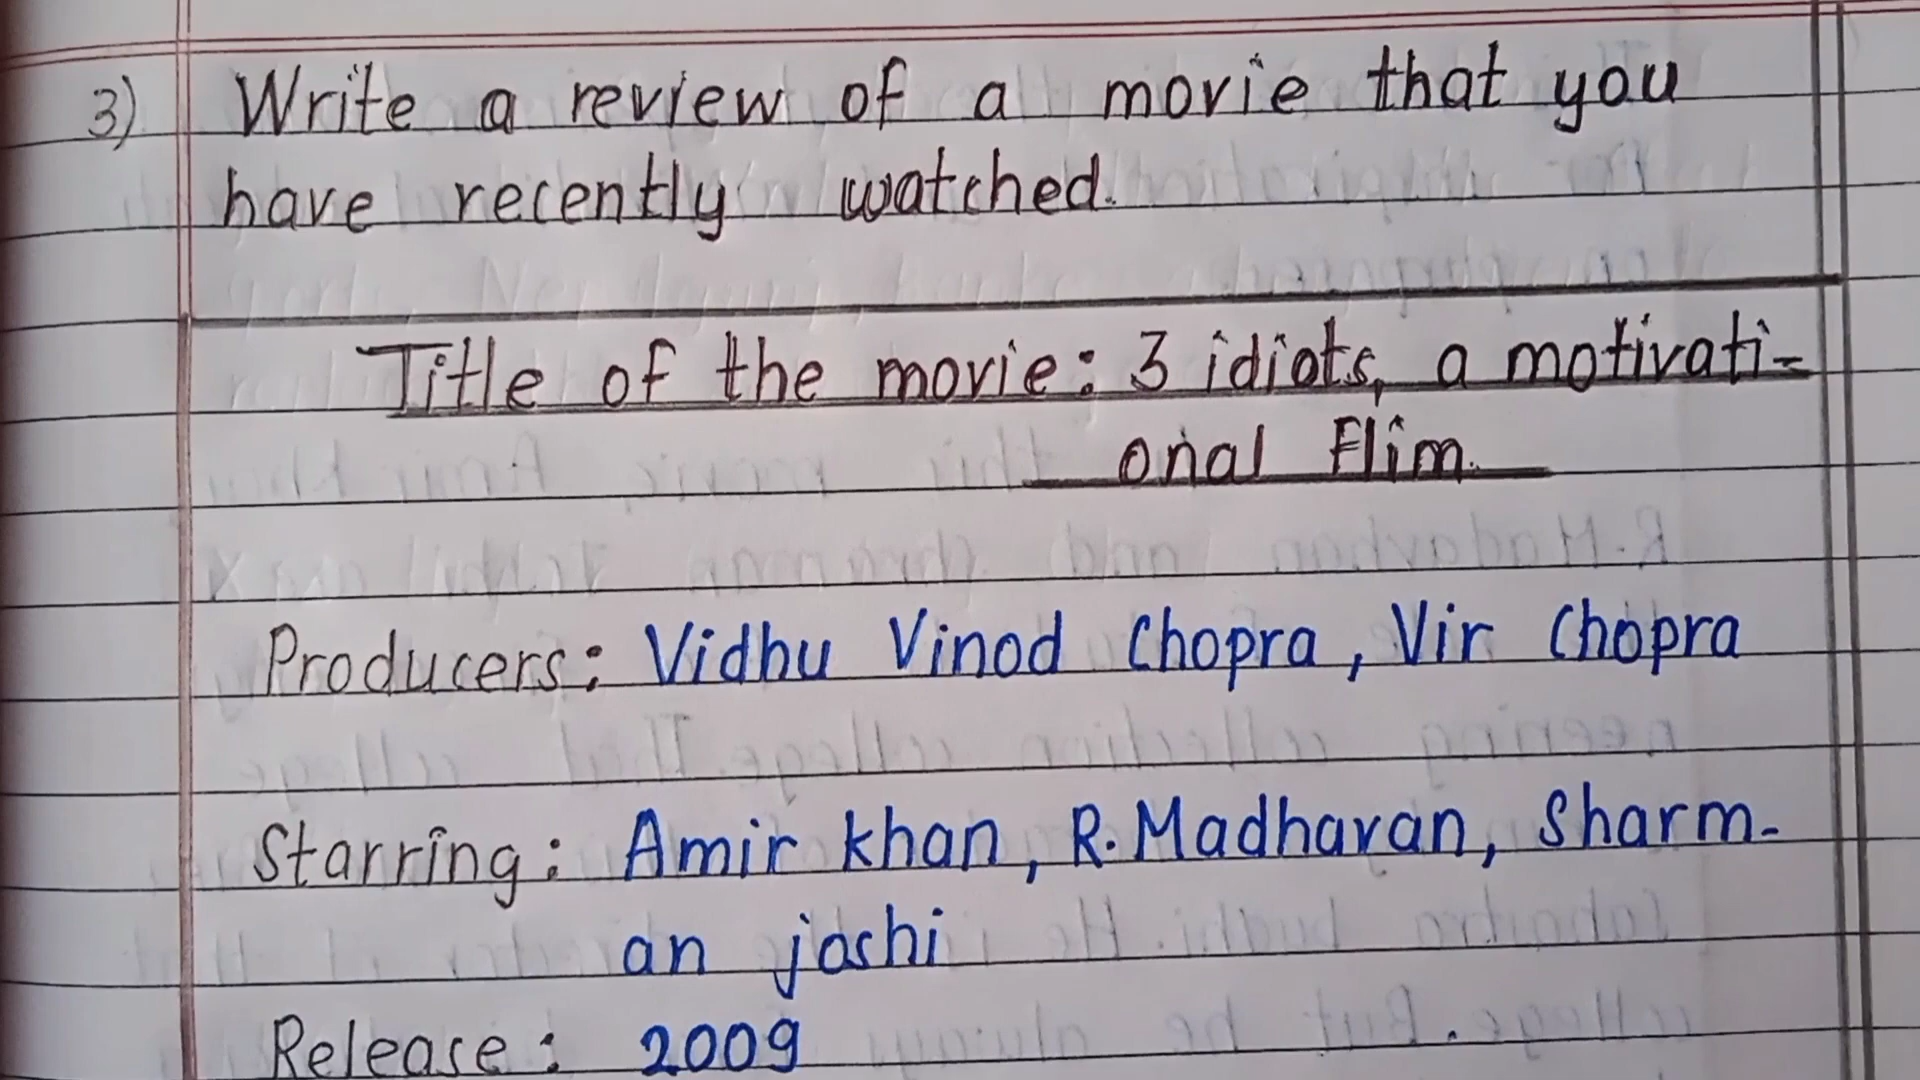 3) Write a review of a movie that you
have recently watched.
Title of the movie: 3 idiots, a motivati-
onal Flim.
Producers: Vidhu Vinod Chopra, Vir Chopra
Starring: Amir khan, R. Madhavan, Sharm-
an joshi
Release: 2009